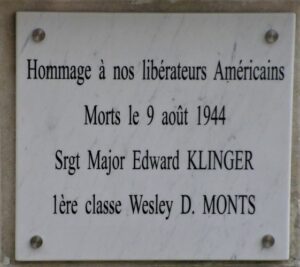 Hommage à nos libérateurs Américains
Morts le 9 août 1944
Srgt Major Edward KLINGER
1ère classe Wesley D. MONTS